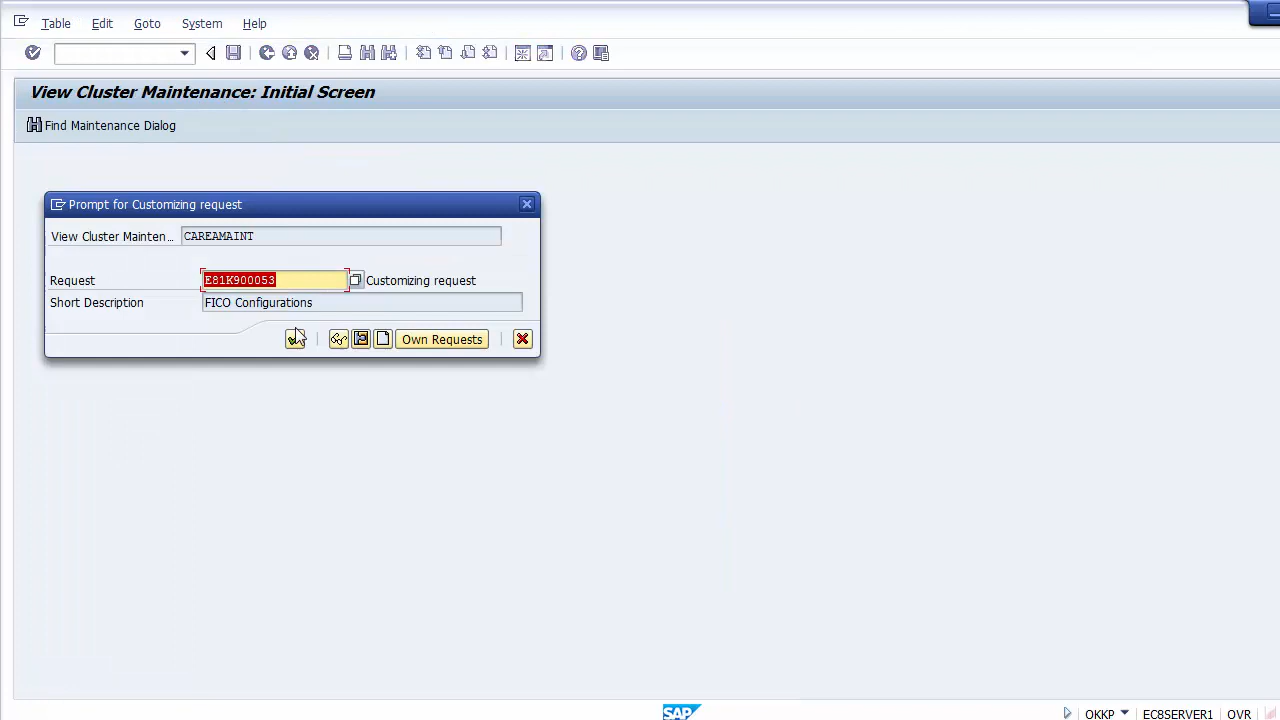 Table Edit Goto System Help
View Cluster Maintenance: Initial Screen
Find Maintenance Dialog
Prompt for Customizing request
View Cluster Mainten... CAREAMAINT
Request E81K900053 Customizing request
Short Description FICO Configurations
Own Requests
SAP OKKP EC8SERVER1 OVR